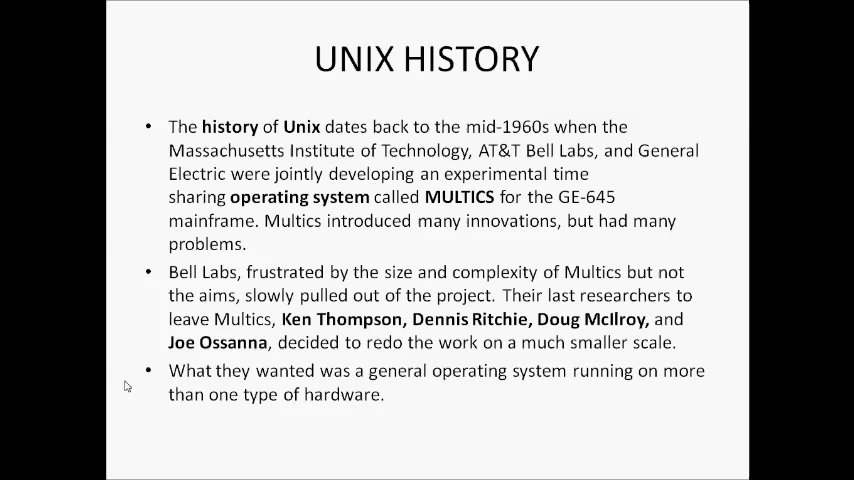 UNIX HISTORY
• The history of Unix dates back to the mid-1960s when the
Massachusetts Institute of Technology, AT&T Bell Labs, and General
Electric were jointly developing an experimental time
sharing operating system called MULTICS for the GE-645
mainframe. Multics introduced many innovations, but had many
problems.
• Bell Labs, frustrated by the size and complexity of Multics but not
the aims, slowly pulled out of the project. Their last researchers to
leave Multics, Ken Thompson, Dennis Ritchie, Doug McIlroy, and
Joe Ossanna, decided to redo the work on a much smaller scale.
• What they wanted was a general operating system running on more
than one type of hardware.